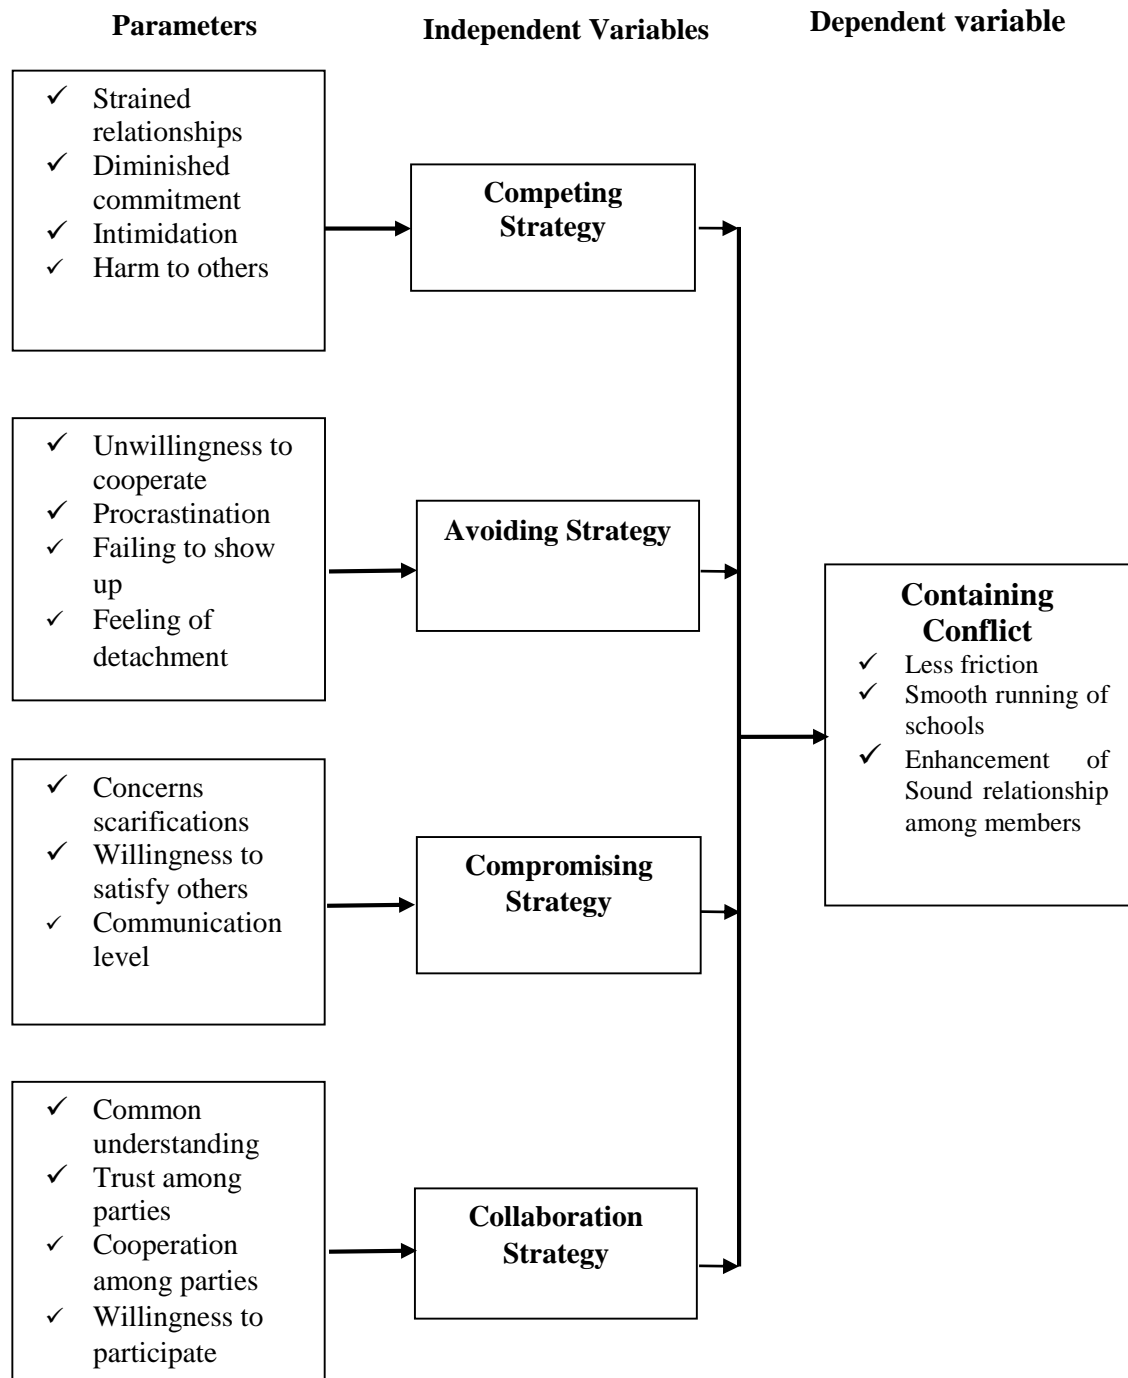 Parameters
Independent Variables
Dependent variable
✓ Strained
relationships
✓ Diminished
commitment
✓ Intimidation
✓ Harm to others
Competing
Strategy
✓ Unwillingness to
cooperate
✓ Procrastination
✓ Failing to show
up
✓ Feeling of
detachment
Avoiding Strategy
✓ Concerns
scarifications
✓ Willingness to
satisfy others
✓ Communication
level
Compromising
Strategy
✓ Common
understanding
✓ Trust among
parties
✓ Cooperation
among parties
✓ Willingness to
participate
Collaboration
Strategy
Containing
Conflict
✓ Less friction
✓ Smooth running of
schools
✓ Enhancement of
Sound relationship
among members